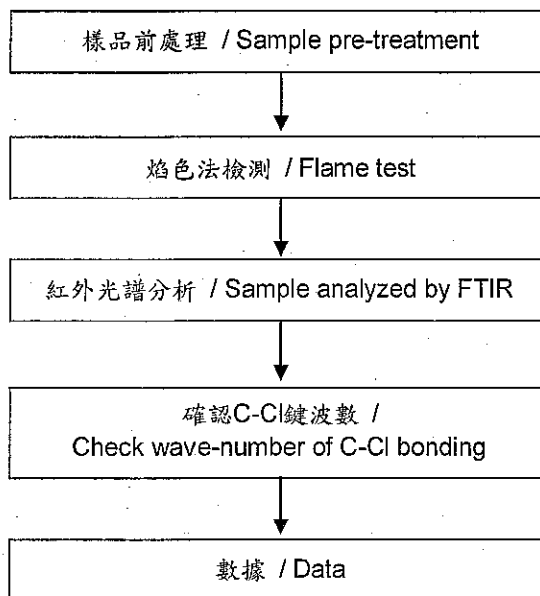 樣品前處理 / Sample pre-treatment
焰色法檢測 / Flame test
紅外光譜分析 / Sample analyzed by FTIR
確認C-Cl鍵波數 /
Check wave-number of C-Cl bonding
數據 / Data